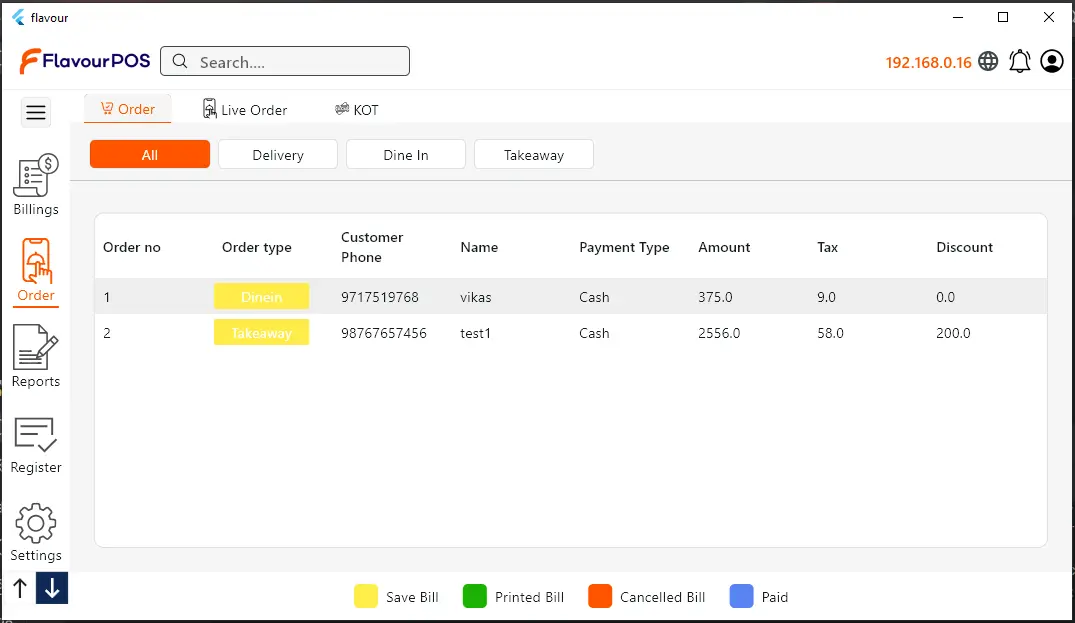 flavour
FlavourPOS
Search....
192.168.0.16
Order
Live Order
KOT
All
Delivery
Dine In
Takeaway
Billings
Order
Reports
Register
Settings
Order no Order type Customer Phone Name Payment Type Amount Tax Discount
1 Dinein 9717519768 vikas Cash 375.0 9.0 0.0
2 Takeaway 98767657456 test1 Cash 2556.0 58.0 200.0
Save Bill
Printed Bill
Cancelled Bill
Paid